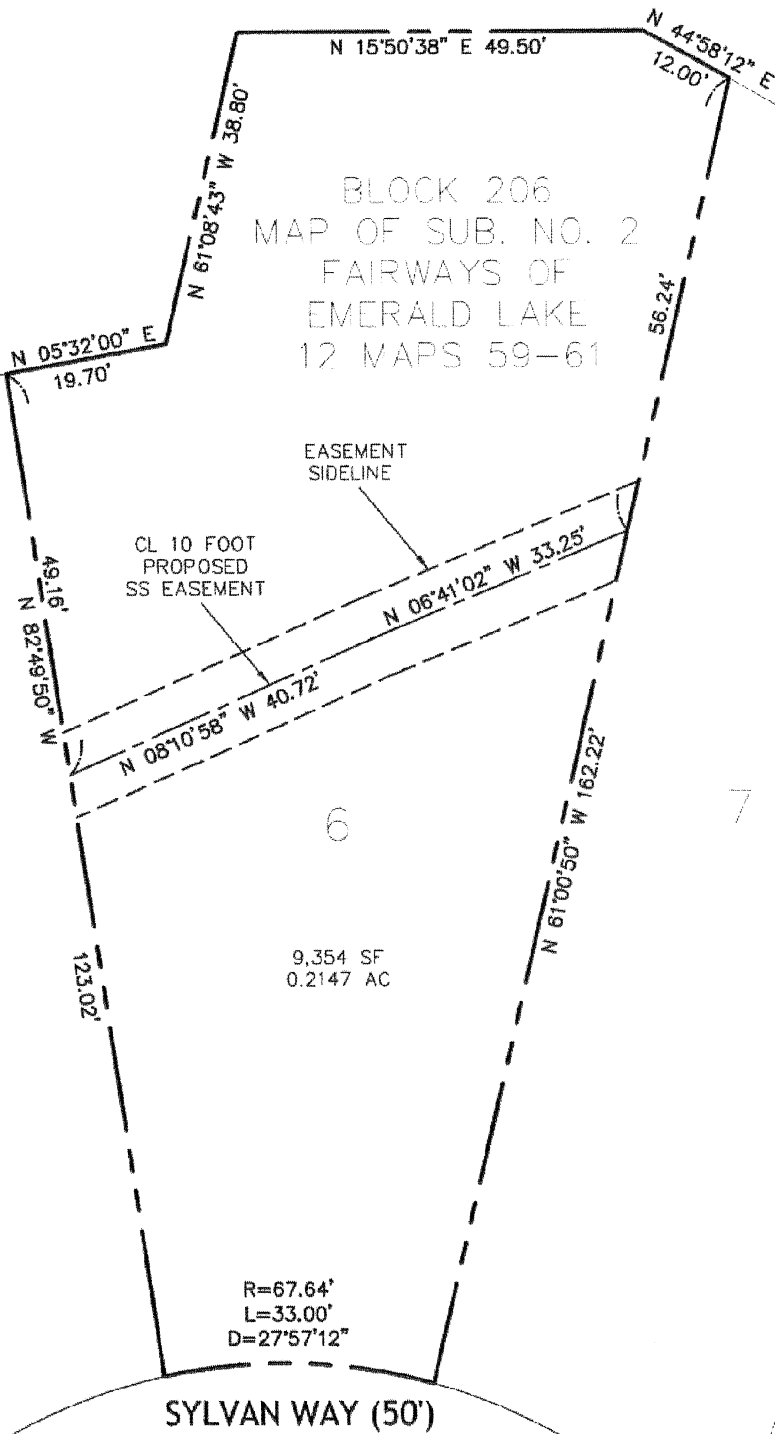 N 15°50'38" E 49.50'
N 44°58'12" E
12.00'
N 61°08'43" W 38.80'
BLOCK 206
MAP OF SUB. NO. 2
FAIRWAYS OF
EMERALD LAKE
12 MAPS 59-61
56.24'
N 05°32'00" E
19.70'
EASEMENT
SIDELINE
CL 10 FOOT
PROPOSED
SS EASEMENT
49.16'
N 82°49'50" W
N 06°41'02" W 33.25'
N 08°10'58" W 40.72'
6
7
N 61°00'50" W 162.22'
9,354 SF
0.2147 AC
123.02'
R=67.64'
L=33.00'
D=27°57'12"
SYLVAN WAY (50')